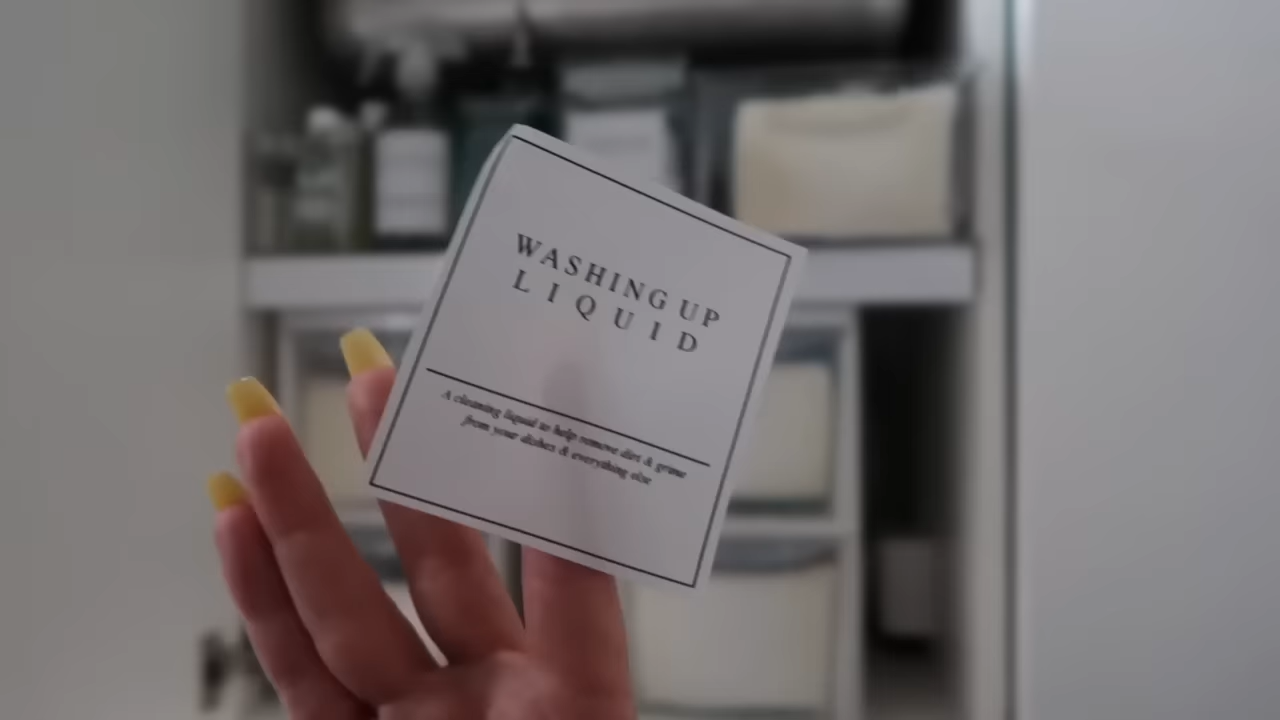 WASHING UP
LIQUID
A cleaning liquid to help remove dirt & grime
from your dishes & everything else